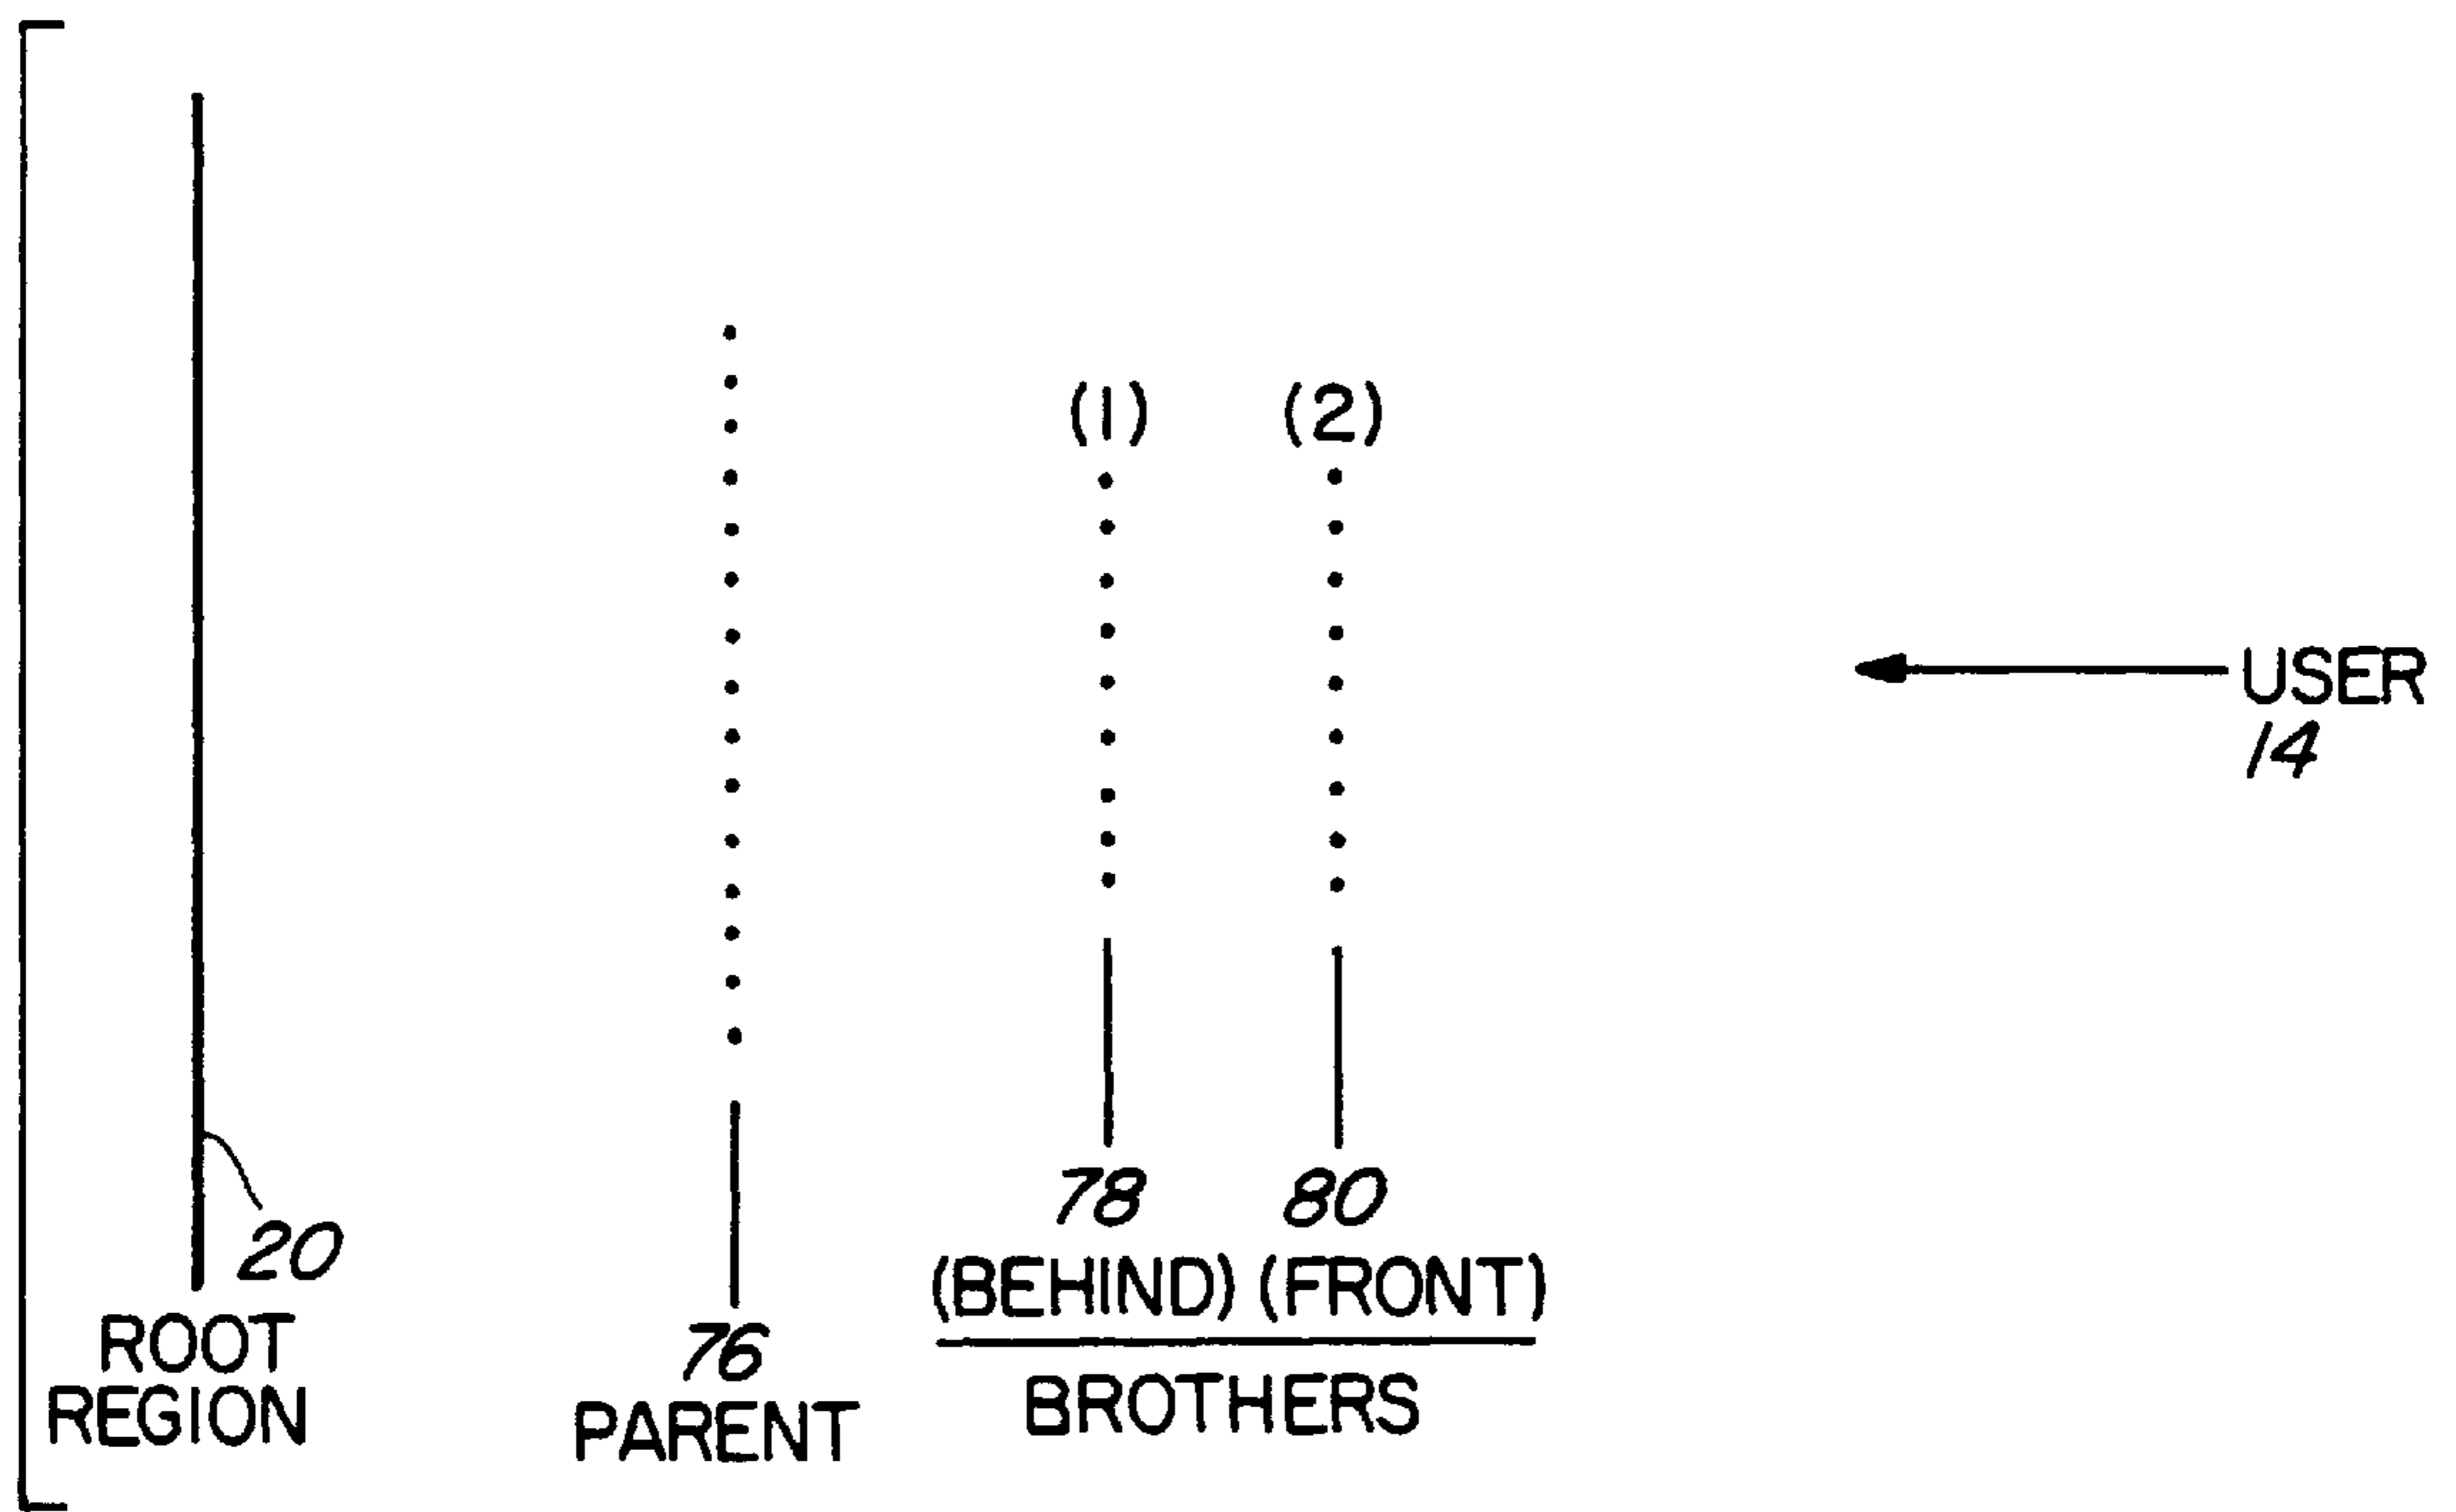 (1) (2)
USER
14
78 80
20
(BEHIND) (FRONT)
ROOT
REGION
76
PARENT
BROTHERS